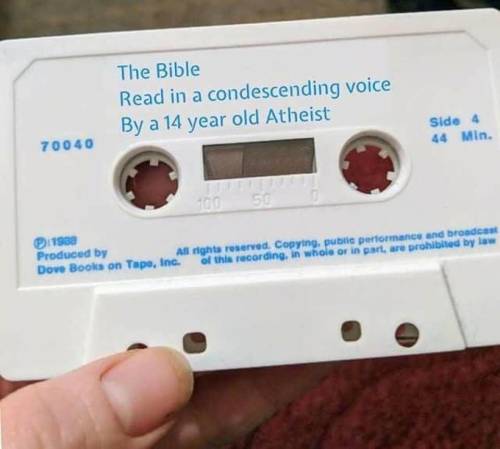 The Bible
Read in a condescending voice
By a 14 year old Atheist
70040
Side 4
44 Min.
100 50 0
Ⓟ1988
Produced by
Dove Books on Tape, Inc.
All rights reserved. Copying, public performance and broadcast
of this recording, in whole or in part, are prohibited by law